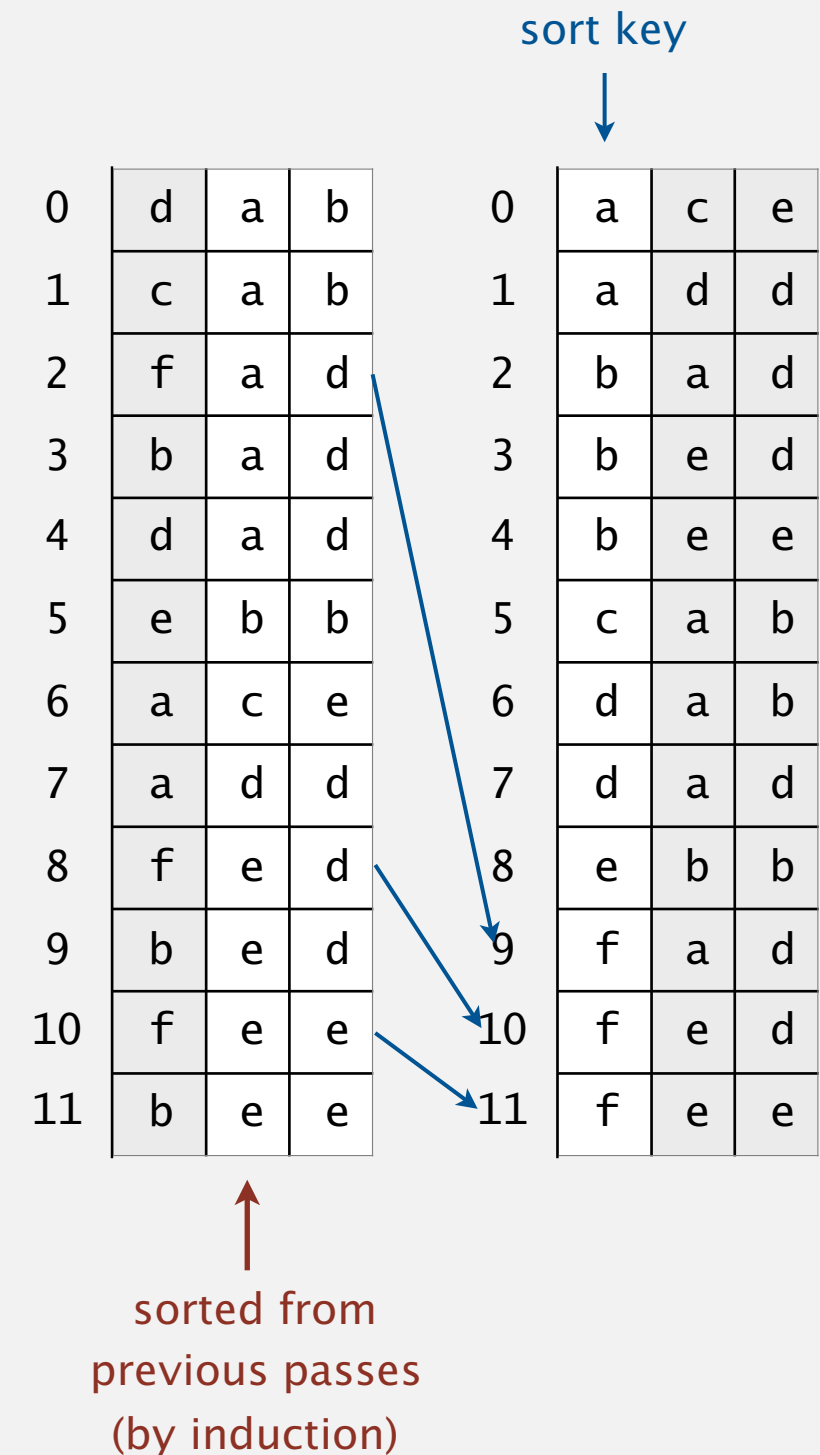 sort key
0 d a b 0 a c e
1 c a b 1 a d d
2 f a d 2 b a d
3 b a d 3 b e d
4 d a d 4 b e e
5 e b b 5 c a b
6 a c e 6 d a b
7 a d d 7 d a d
8 f e d 8 e b b
9 b e d 9 f a d
10 f e e 10 f e d
11 b e e 11 f e e
sorted from
previous passes
(by induction)